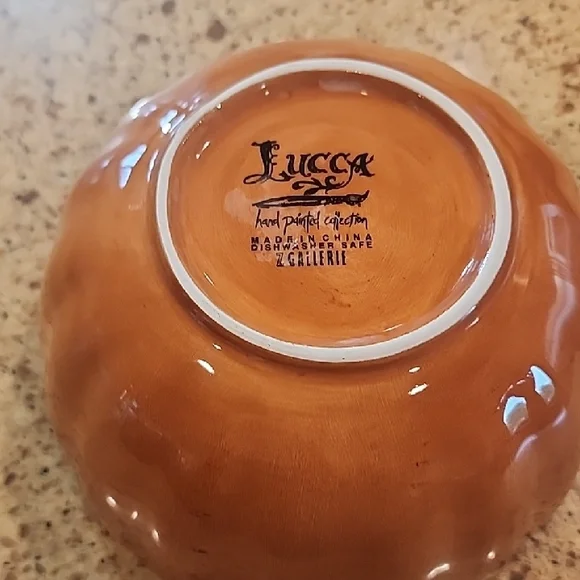 LUCCA
hand painted collection
MADE IN CHINA
DISHWASHER SAFE
Z GALLERIE